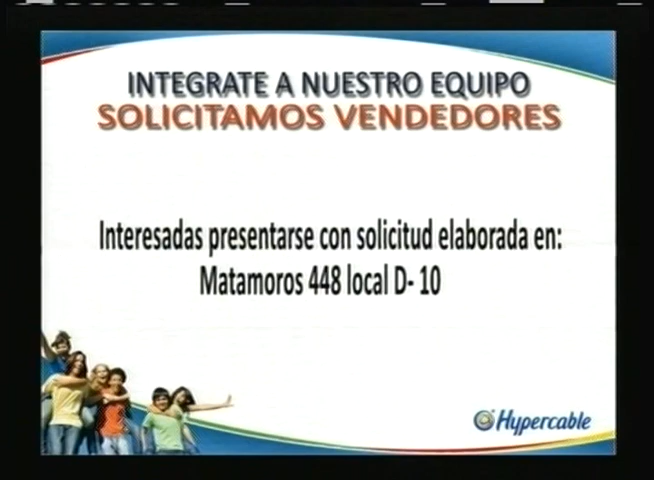 INTEGRATE A NUESTRO EQUIPO
SOLICITAMOS VENDEDORES
Interesadas presentarse con solicitud elaborada en:
Matamoros 448 local D- 10
Hypercable